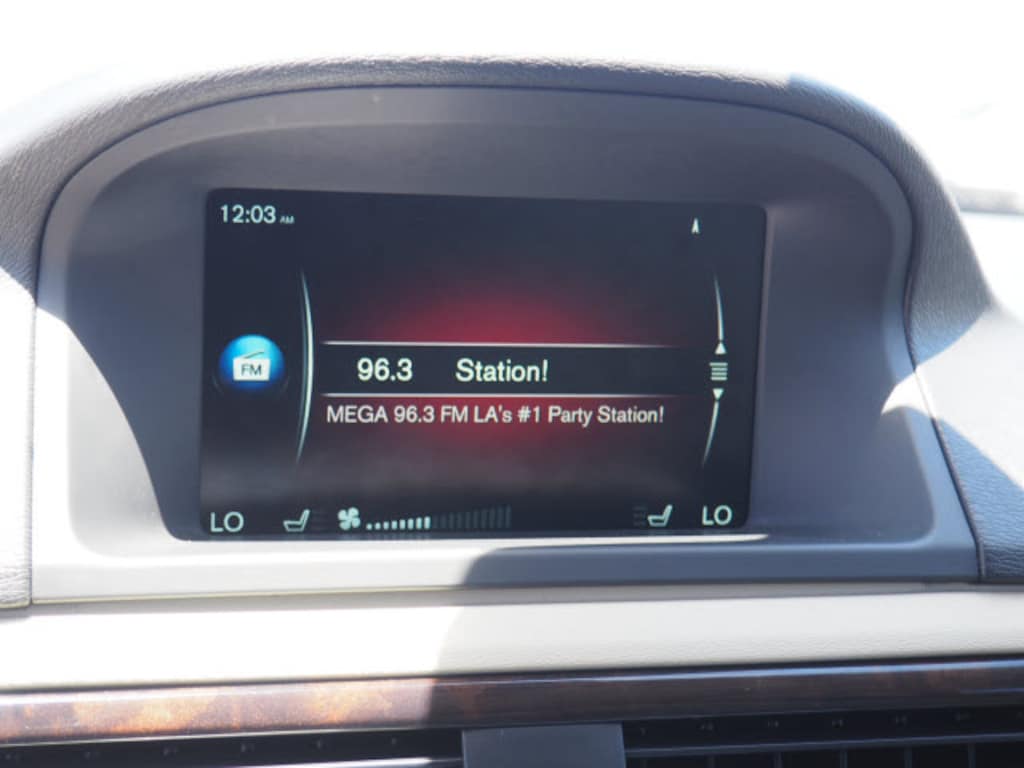 12:03 AM
FM
96.3 Station!
MEGA 96.3 FM LA's #1 Party Station!
LO LO